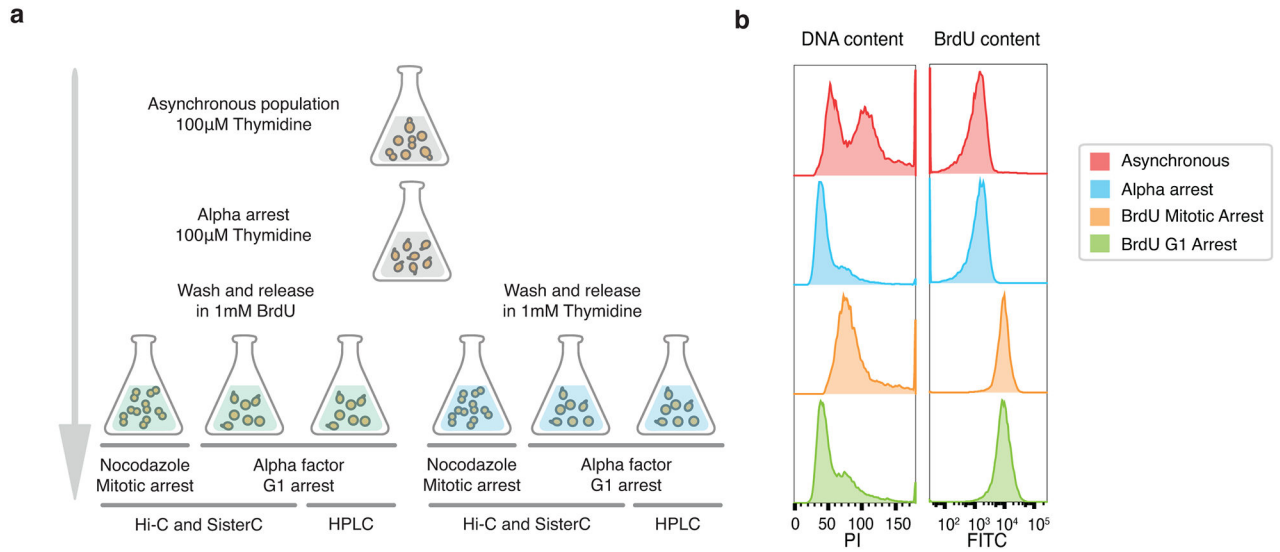 a
Asynchronous population
100µM Thymidine
Alpha arrest
100µM Thymidine
Wash and release
in 1mM BrdU
Wash and release
in 1mM Thymidine
Nocodazole
Mitotic arrest
Alpha factor
G1 arrest
Nocodazole
Mitotic arrest
Alpha factor
G1 arrest
Hi-C and SisterC
HPLC
Hi-C and SisterC
HPLC
b
DNA content
BrdU content
Asynchronous
Alpha arrest
BrdU Mitotic Arrest
BrdU G1 Arrest
0 50 100 150
PI
10² 10³ 10⁴ 10⁵
FITC